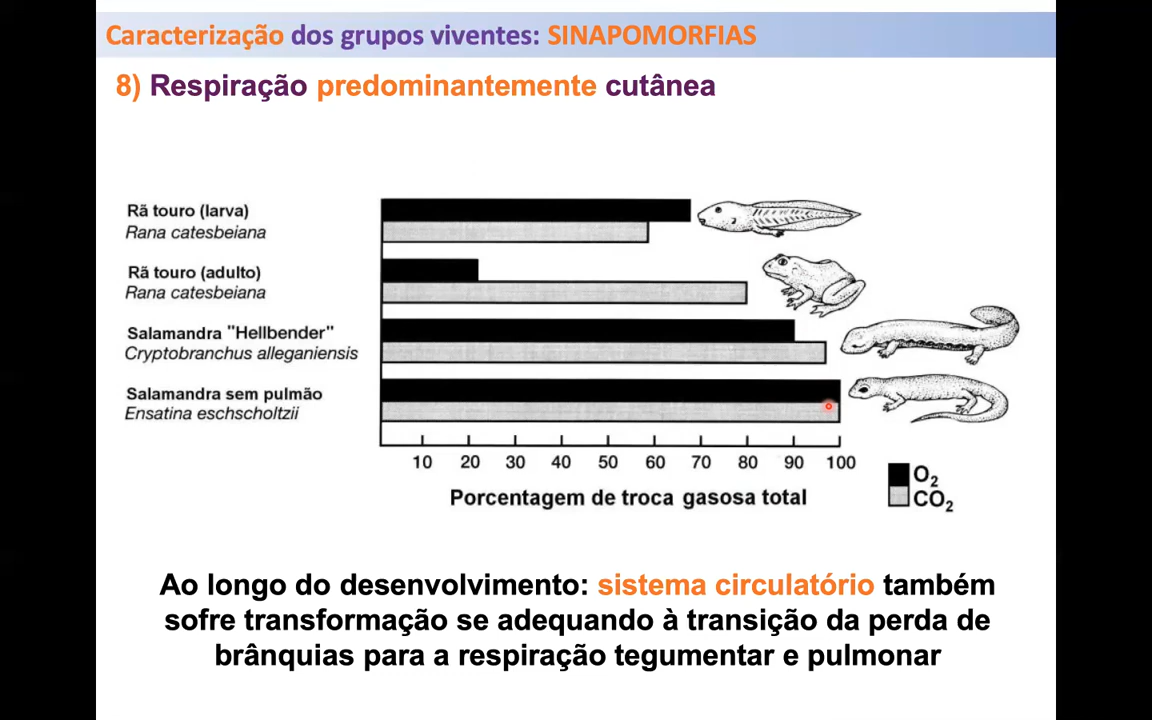 Caracterização dos grupos viventes: SINAPOMORFIAS
8) Respiração predominantemente cutânea
Rã touro (larva)
Rana catesbeiana
Rã touro (adulto)
Rana catesbeiana
Salamandra "Hellbender"
Cryptobranchus alleganiensis
Salamandra sem pulmão
Ensatina eschscholtzii
10 20 30 40 50 60 70 80 90 100
Porcentagem de troca gasosa total
O₂
CO₂
Ao longo do desenvolvimento: sistema circulatório também
sofre transformação se adequando à transição da perda de
brânquias para a respiração tegumentar e pulmonar